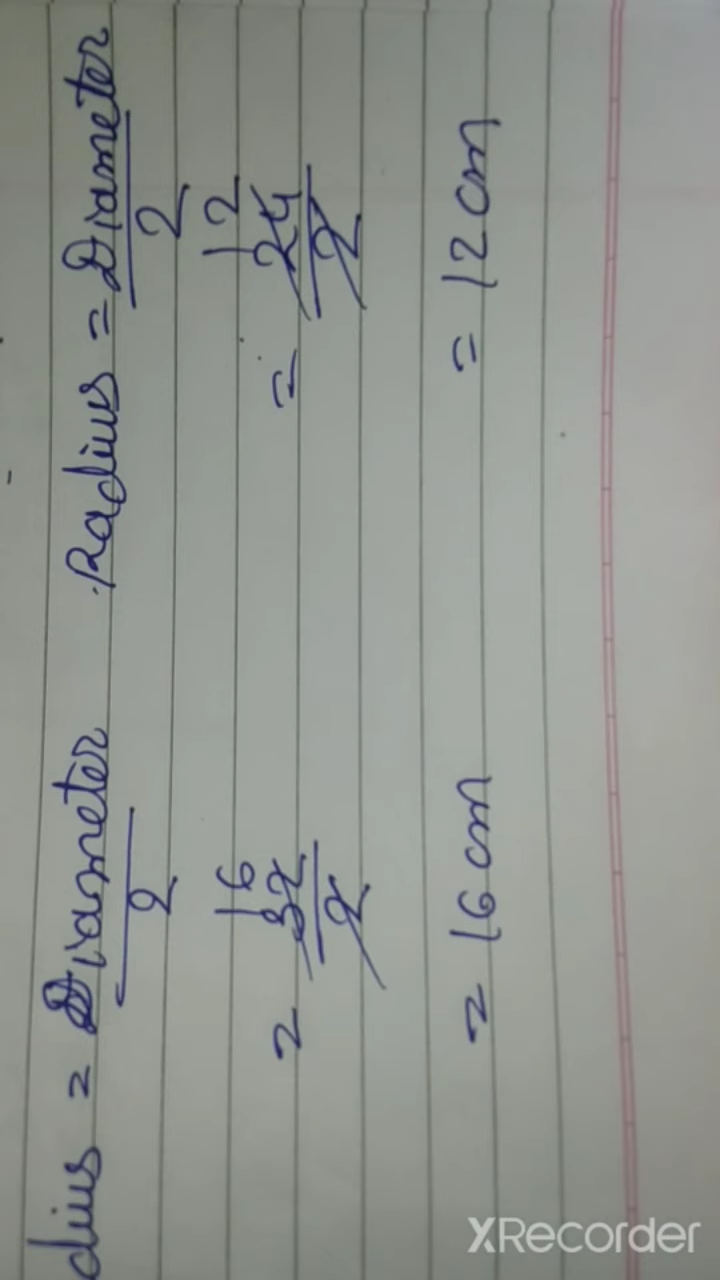 dius = Diameter
2
= 16
32
2
= 16 cm
Radius = Diameter
2
= 12
24
2
= 12 cm
XRecorder